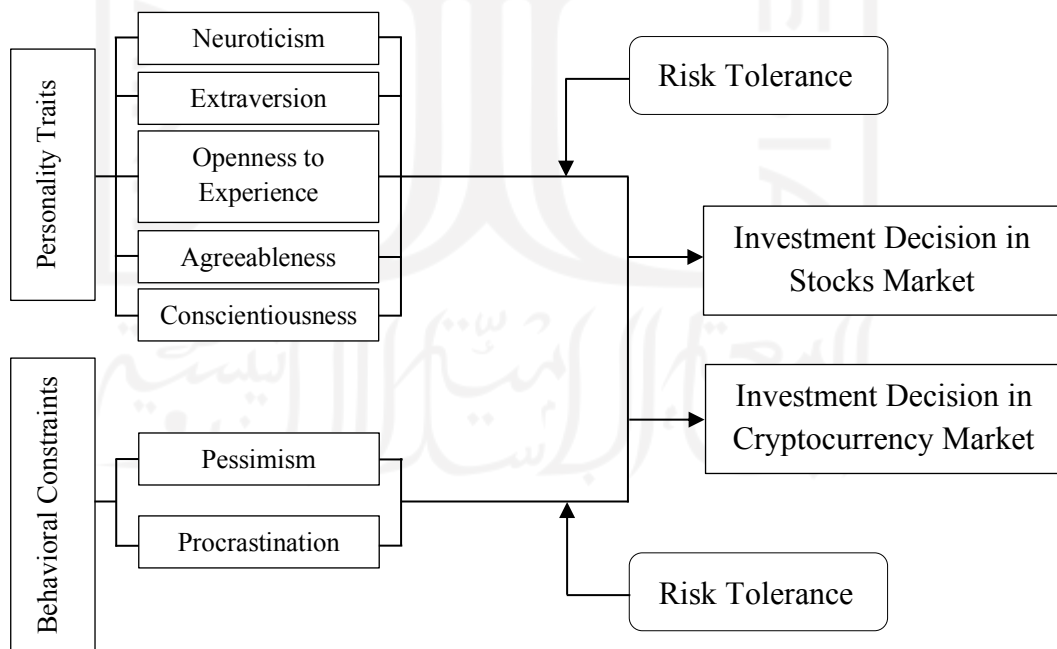 Personality Traits
Neuroticism
Extraversion
Openness to
Experience
Agreeableness
Conscientiousness
Risk Tolerance
Investment Decision in
Stocks Market
Investment Decision in
Cryptocurrency Market
Behavioral Constraints
Pessimism
Procrastination
Risk Tolerance